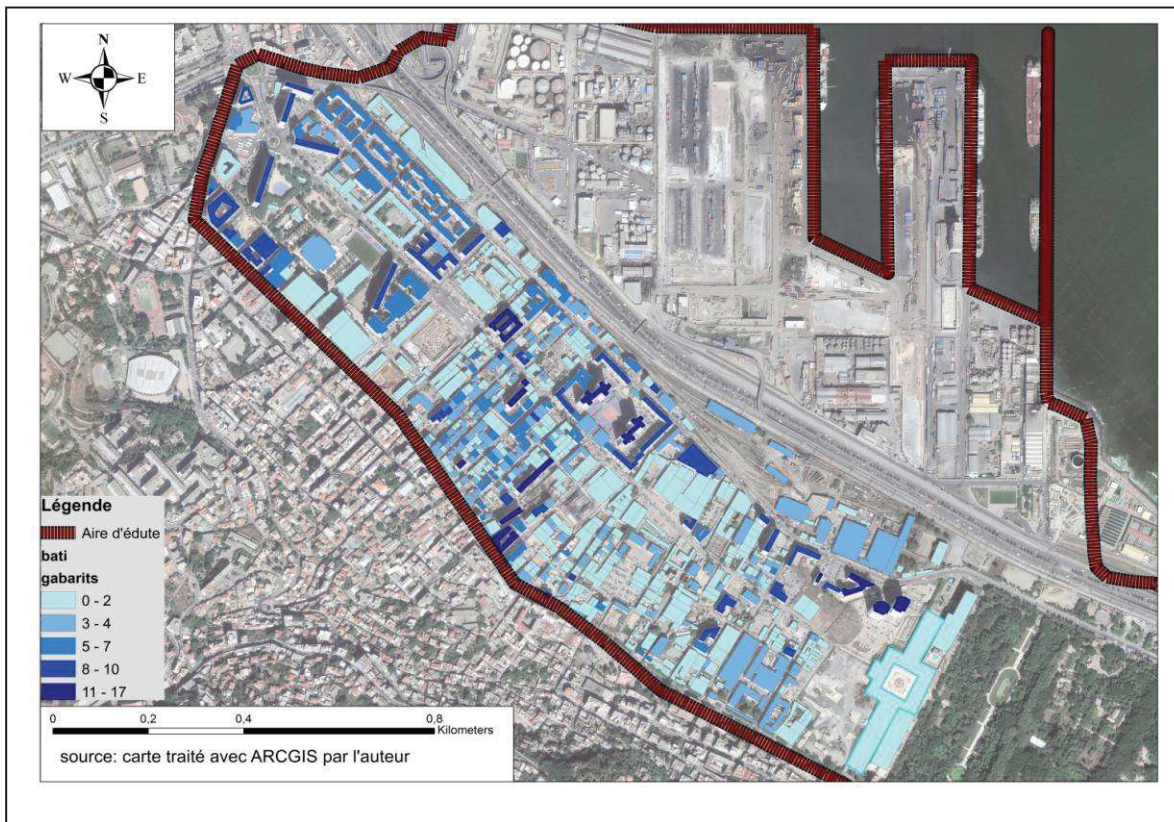 N
W E
S
Légende
Aire d'édute
bati
gabarits
0 - 2
3 - 4
5 - 7
8 - 10
11 - 17
0 0,2 0,4 0,8
Kilometers
source: carte traité avec ARCGIS par l'auteur